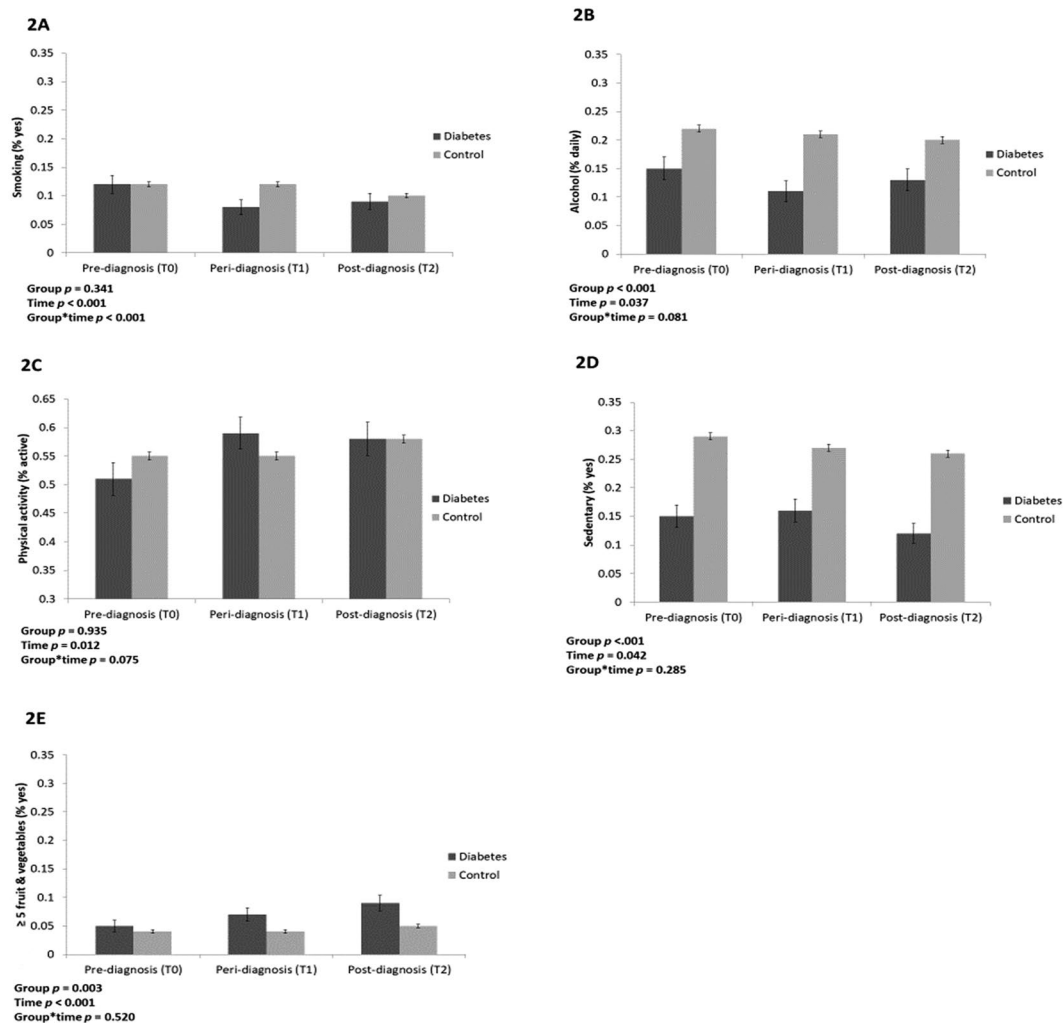 2A
0.35
0.3
0.25
0.2
0.15
0.1
0.05
0
Smoking (% yes)
Pre-diagnosis (T0) Peri-diagnosis (T1) Post-diagnosis (T2)
Diabetes
Control
Group p = 0.341
Time p < 0.001
Group*time p < 0.001
2B
0.35
0.3
0.25
0.2
0.15
0.1
0.05
0
Alcohol (% daily)
Pre-diagnosis (T0) Peri-diagnosis (T1) Post-diagnosis (T2)
Diabetes
Control
Group p < 0.001
Time p = 0.037
Group*time p = 0.081
2C
0.65
0.6
0.55
0.5
0.45
0.4
0.35
0.3
Physical activity (% active)
Pre-diagnosis (T0) Peri-diagnosis (T1) Post-diagnosis (T2)
Diabetes
Control
Group p = 0.935
Time p = 0.012
Group*time p = 0.075
2D
0.35
0.3
0.25
0.2
0.15
0.1
0.05
0
Sedentary (% yes)
Pre-diagnosis (T0) Peri-diagnosis (T1) Post-diagnosis (T2)
Diabetes
Control
Group p <.001
Time p = 0.042
Group*time p = 0.285
2E
0.35
0.3
0.25
0.2
0.15
0.1
0.05
0
≥ 5 fruit & vegetables (% yes)
Pre-diagnosis (T0) Peri-diagnosis (T1) Post-diagnosis (T2)
Diabetes
Control
Group p = 0.003
Time p < 0.001
Group*time p = 0.520